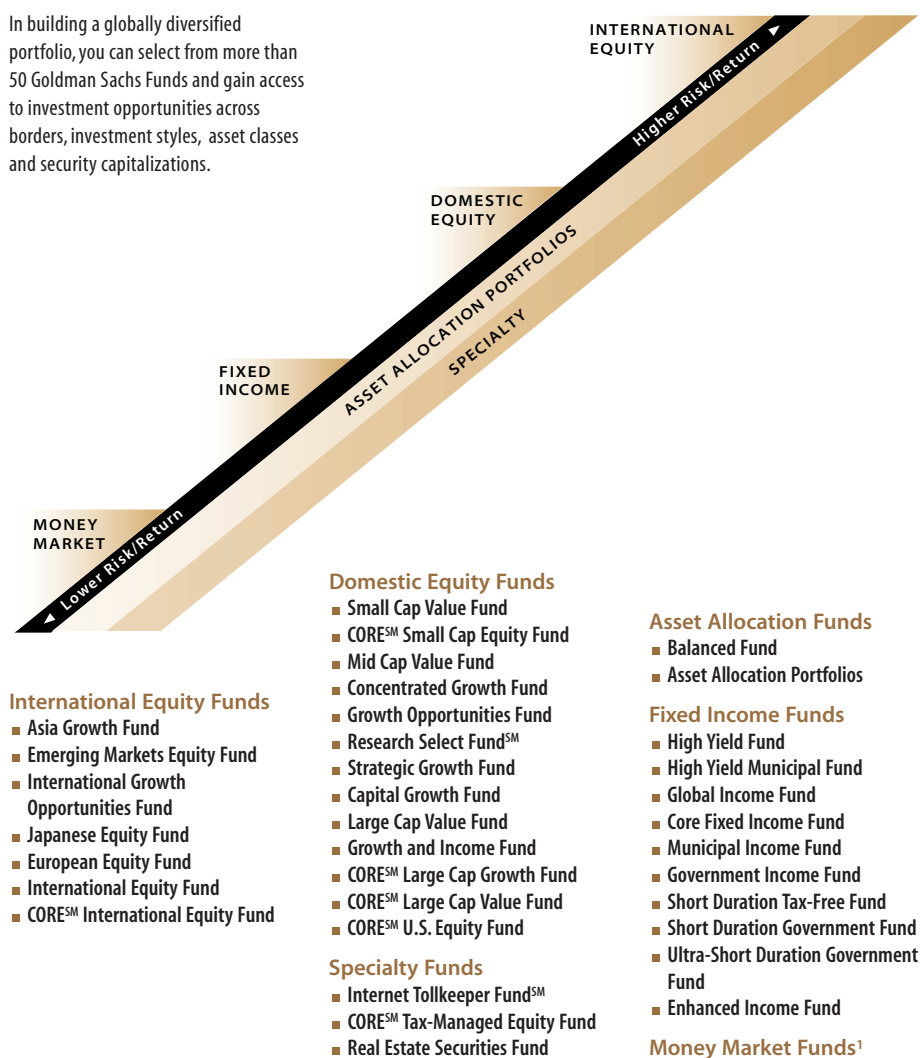 In building a globally diversified
portfolio, you can select from more than
50 Goldman Sachs Funds and gain access
to investment opportunities across
borders, investment styles, asset classes
and security capitalizations.
INTERNATIONAL
EQUITY
Higher Risk/Return ►
DOMESTIC
EQUITY
ASSET ALLOCATION PORTFOLIOS
SPECIALTY
FIXED
INCOME
MONEY
MARKET
◄ Lower Risk/Return
International Equity Funds
■ Asia Growth Fund
■ Emerging Markets Equity Fund
■ International Growth
Opportunities Fund
■ Japanese Equity Fund
■ European Equity Fund
■ International Equity Fund
■ CORE℠ International Equity Fund
Domestic Equity Funds
■ Small Cap Value Fund
■ CORE℠ Small Cap Equity Fund
■ Mid Cap Value Fund
■ Concentrated Growth Fund
■ Growth Opportunities Fund
■ Research Select Fund℠
■ Strategic Growth Fund
■ Capital Growth Fund
■ Large Cap Value Fund
■ Growth and Income Fund
■ CORE℠ Large Cap Growth Fund
■ CORE℠ Large Cap Value Fund
■ CORE℠ U.S. Equity Fund
Specialty Funds
■ Internet Tollkeeper Fund℠
■ CORE℠ Tax-Managed Equity Fund
■ Real Estate Securities Fund
Asset Allocation Funds
■ Balanced Fund
■ Asset Allocation Portfolios
Fixed Income Funds
■ High Yield Fund
■ High Yield Municipal Fund
■ Global Income Fund
■ Core Fixed Income Fund
■ Municipal Income Fund
■ Government Income Fund
■ Short Duration Tax-Free Fund
■ Short Duration Government Fund
■ Ultra-Short Duration Government
Fund
■ Enhanced Income Fund
Money Market Funds¹